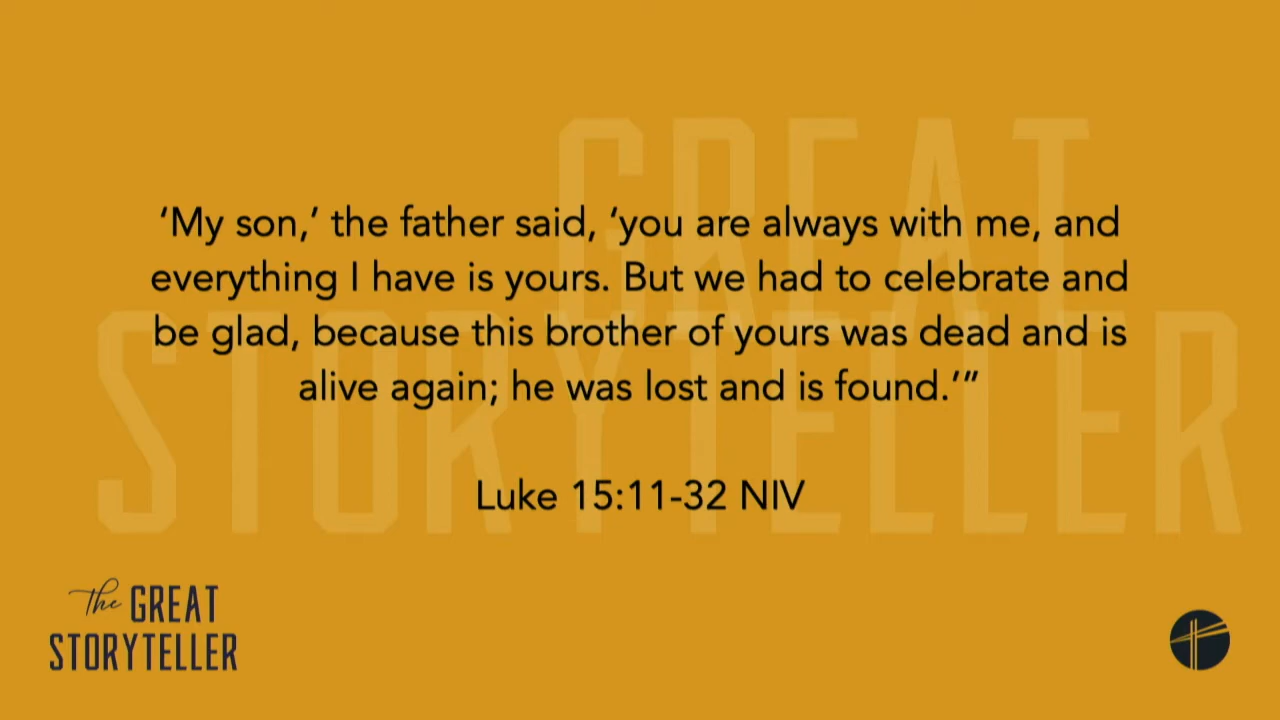 GREAT
STORYTELLER
‘My son,’ the father said, ‘you are always with me, and
everything I have is yours. But we had to celebrate and
be glad, because this brother of yours was dead and is
alive again; he was lost and is found.’”
Luke 15:11-32 NIV
the GREAT
STORYTELLER